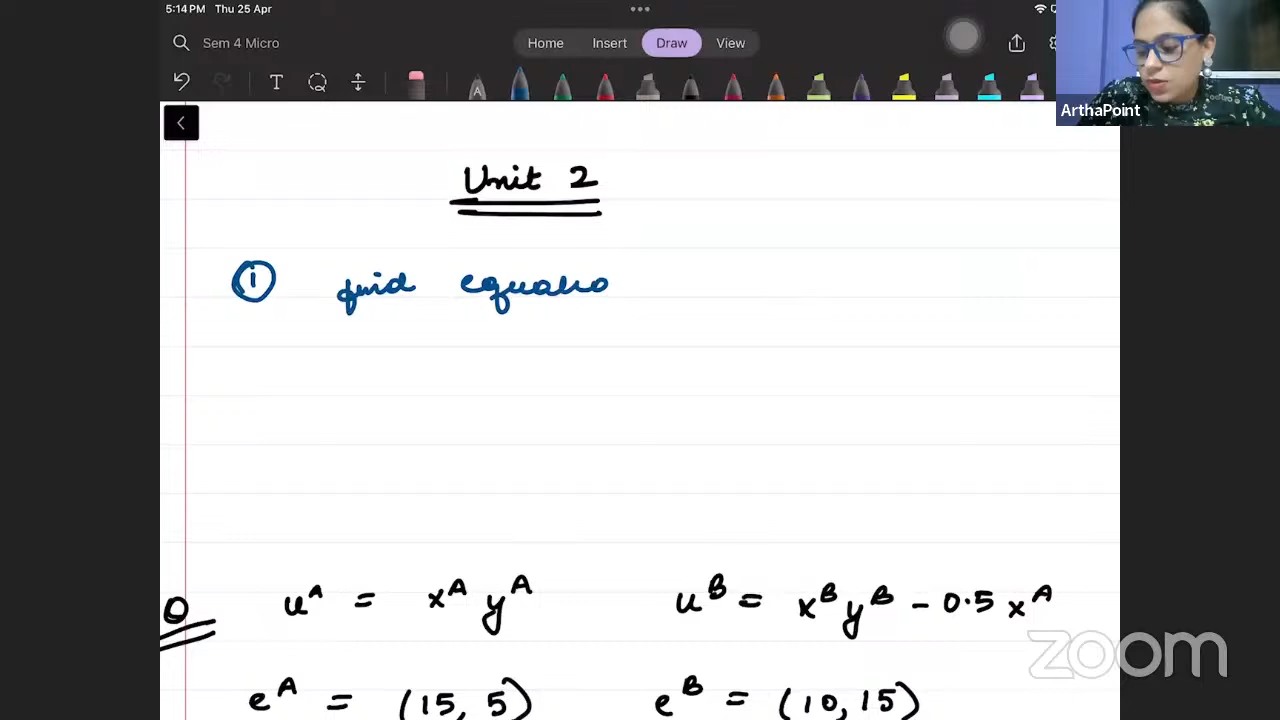 5:14 PM Thu 25 Apr
Sem 4 Micro
Home Insert Draw View
T A
ArthaPoint
Unit 2
① find equatio
Q u^A = x^A y^A u^B = x^B y^B - 0.5 x^A
zoom
e^A = (15, 5) e^B = (10, 15)